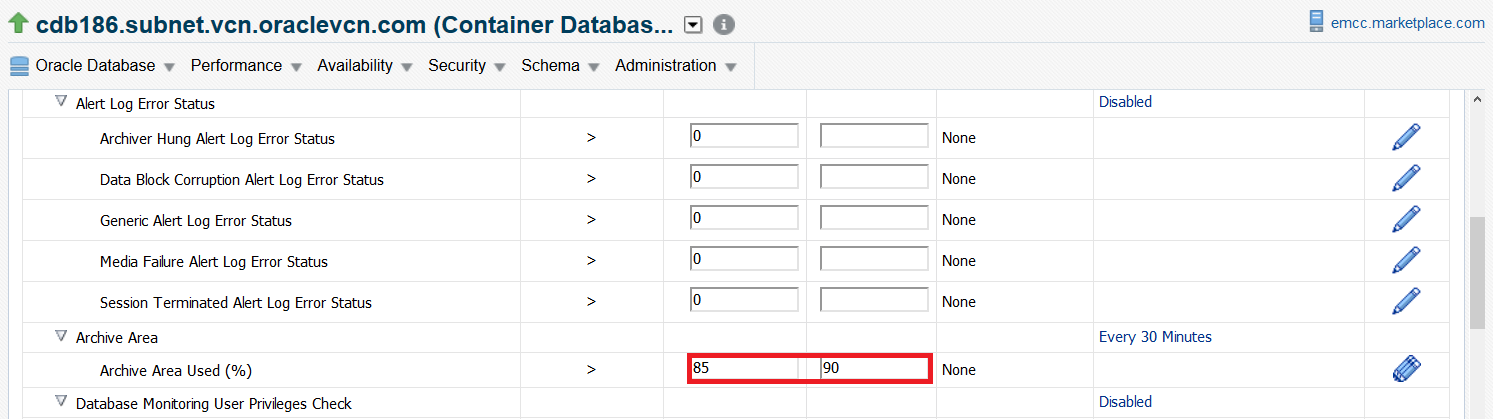 cdb186.subnet.vcn.oraclevcn.com (Container Databas...
emcc.marketplace.com
Oracle Database Performance Availability Security Schema Administration
Alert Log Error Status Disabled
Archiver Hung Alert Log Error Status > 0 None
Data Block Corruption Alert Log Error Status > 0 None
Generic Alert Log Error Status > 0 None
Media Failure Alert Log Error Status > 0 None
Session Terminated Alert Log Error Status > 0 None
Archive Area Every 30 Minutes
Archive Area Used (%) > 85 90 None
Database Monitoring User Privileges Check Disabled